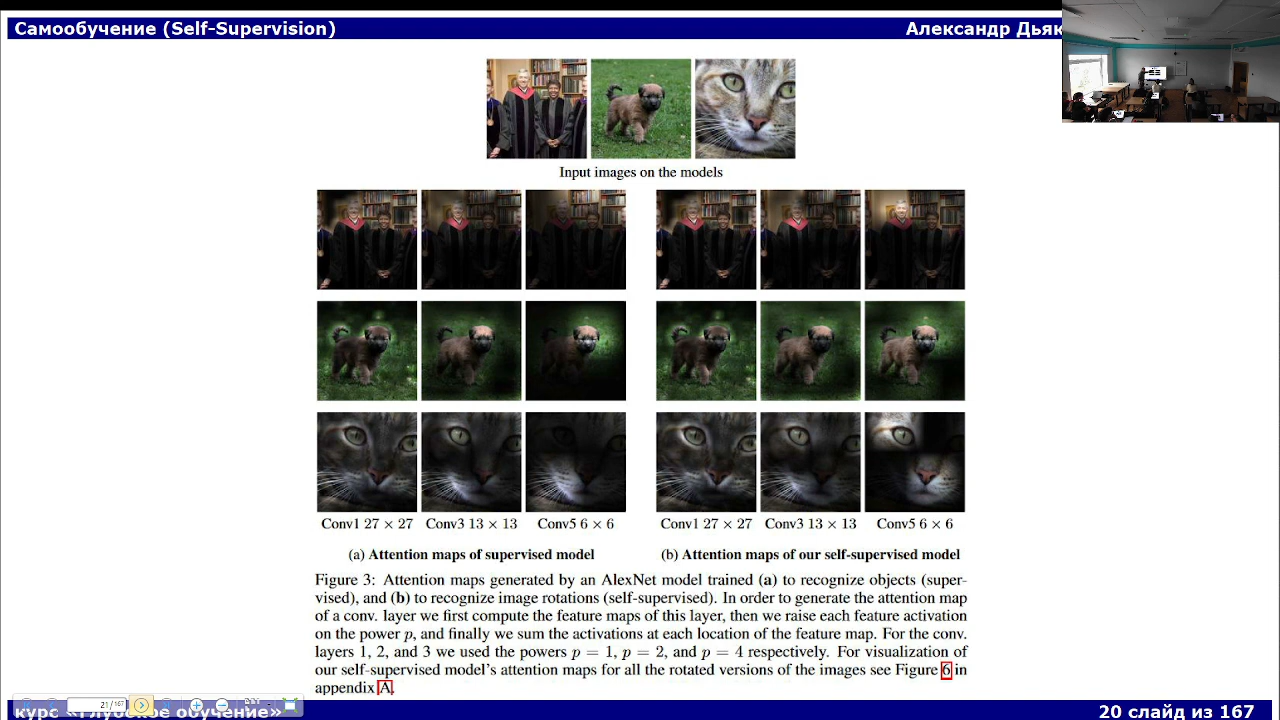 Самообучение (Self-Supervision)
Александр Дьяк
Input images on the models
Conv1 27 × 27 Conv3 13 × 13 Conv5 6 × 6
Conv1 27 × 27 Conv3 13 × 13 Conv5 6 × 6
(a) Attention maps of supervised model
(b) Attention maps of our self-supervised model
Figure 3: Attention maps generated by an AlexNet model trained (a) to recognize objects (super-
vised), and (b) to recognize image rotations (self-supervised). In order to generate the attention map
of a conv. layer we first compute the feature maps of this layer, then we raise each feature activation
on the power p, and finally we sum the activations at each location of the feature map. For the conv.
layers 1, 2, and 3 we used the powers p = 1, p = 2, and p = 4 respectively. For visualization of
our self-supervised model's attention maps for all the rotated versions of the images see Figure 6 in
appendix A.
21/167
курс «Глубокое обучение»
20 слайд из 167